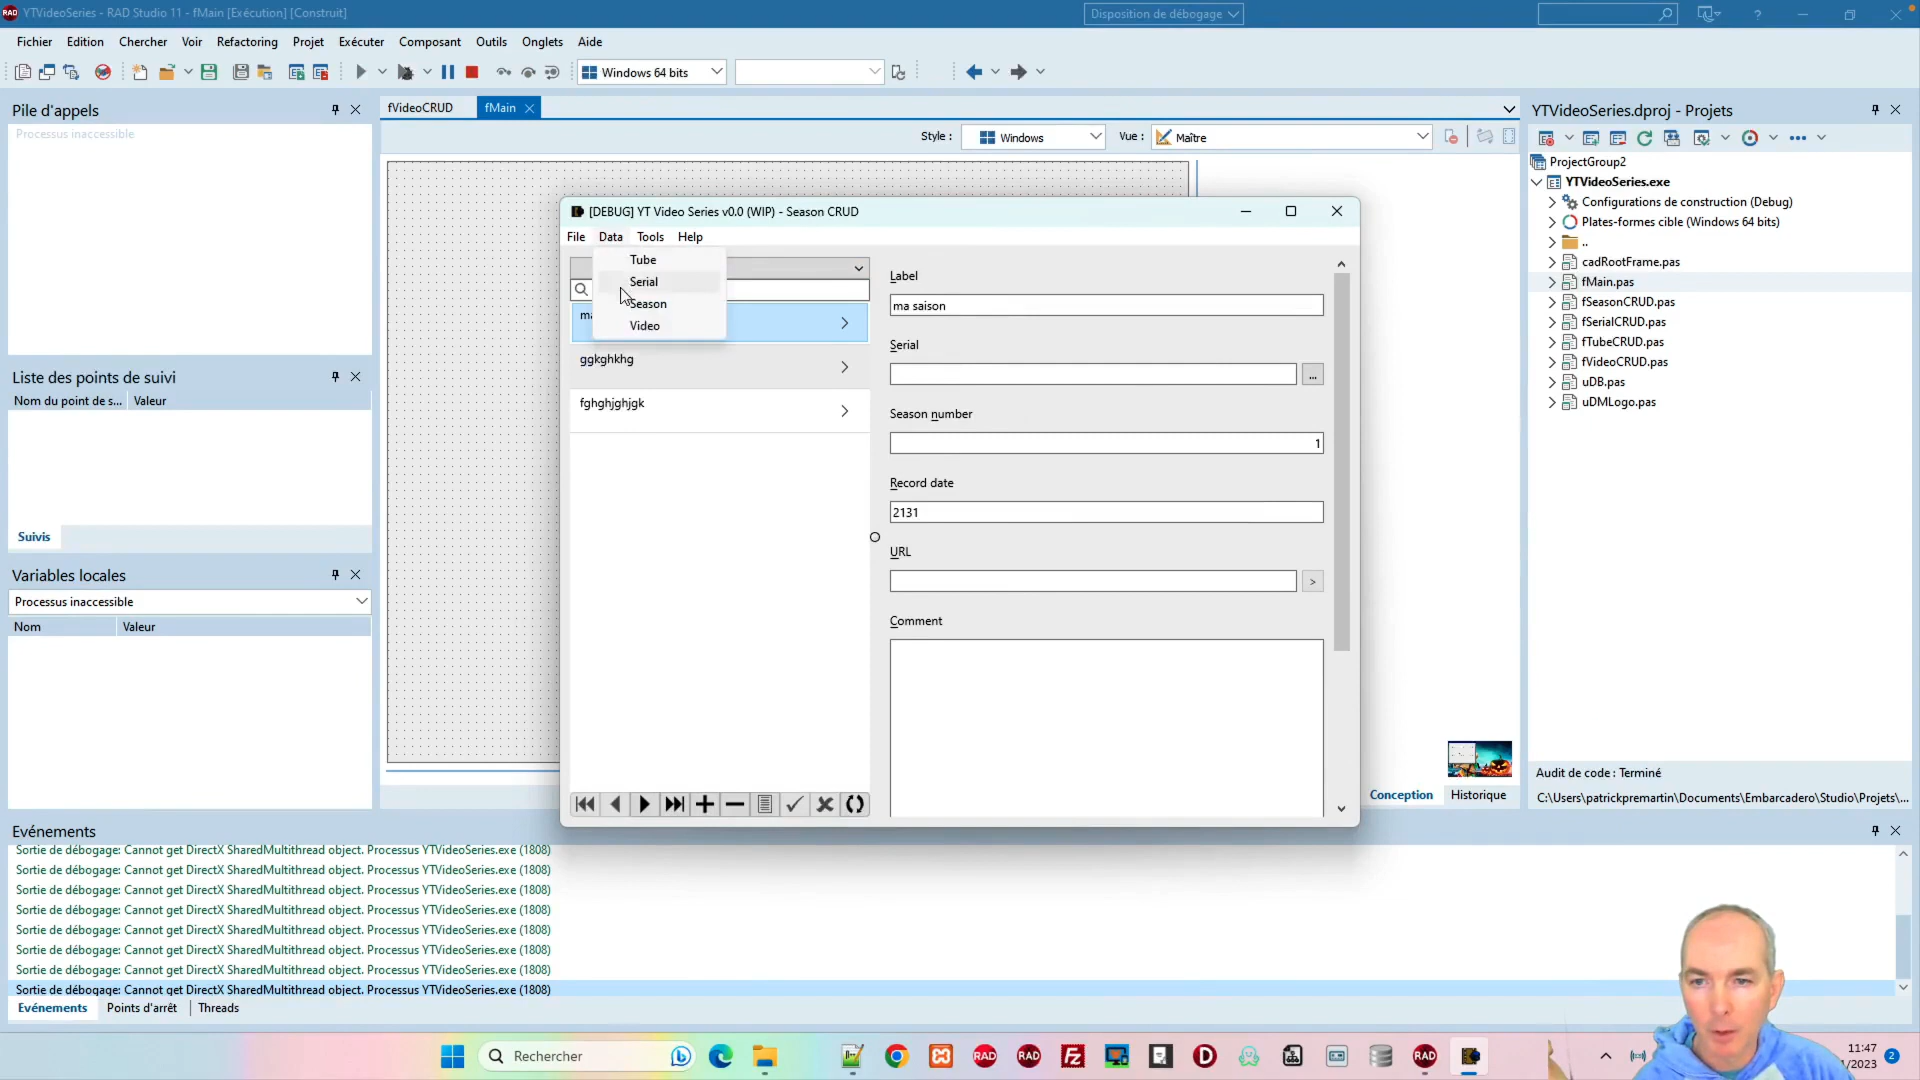 YTVideoSeries - RAD Studio 11 - fMain [Exécution] [Construit]
Disposition de débogage
Fichier Edition Chercher Voir Refactoring Projet Exécuter Composant Outils Onglets Aide
Windows 64 bits
Pile d'appels
Processus inaccessible
Liste des points de suivi
Nom du point de s... Valeur
Suivis
Variables locales
Processus inaccessible
Nom Valeur
fVideoCRUD fMain
Style : Windows Vue : Maître
[DEBUG] YT Video Series v0.0 (WIP) - Season CRUD
File Data Tools Help
Tube
Serial
Season
Video
ggkghkhg
fghghjghjgk
Label
ma saison
Serial
...
Season number
1
Record date
2131
URL
>
Comment
Conception Historique
YTVideoSeries.dproj - Projets
ProjectGroup2
YTVideoSeries.exe
Configurations de construction (Debug)
Plates-formes cible (Windows 64 bits)
..
cadRootFrame.pas
fMain.pas
fSeasonCRUD.pas
fSerialCRUD.pas
fTubeCRUD.pas
fVideoCRUD.pas
uDB.pas
uDMLogo.pas
Audit de code : Terminé
C:\Users\patrickpremartin\Documents\Embarcadero\Studio\Projets\...
Evénements
Sortie de débogage: Cannot get DirectX SharedMultithread object. Processus YTVideoSeries.exe (1808)
Sortie de débogage: Cannot get DirectX SharedMultithread object. Processus YTVideoSeries.exe (1808)
Sortie de débogage: Cannot get DirectX SharedMultithread object. Processus YTVideoSeries.exe (1808)
Sortie de débogage: Cannot get DirectX SharedMultithread object. Processus YTVideoSeries.exe (1808)
Sortie de débogage: Cannot get DirectX SharedMultithread object. Processus YTVideoSeries.exe (1808)
Sortie de débogage: Cannot get DirectX SharedMultithread object. Processus YTVideoSeries.exe (1808)
Sortie de débogage: Cannot get DirectX SharedMultithread object. Processus YTVideoSeries.exe (1808)
Sortie de débogage: Cannot get DirectX SharedMultithread object. Processus YTVideoSeries.exe (1808)
Evénements Points d'arrêt Threads
Rechercher
11:47
/2023
2